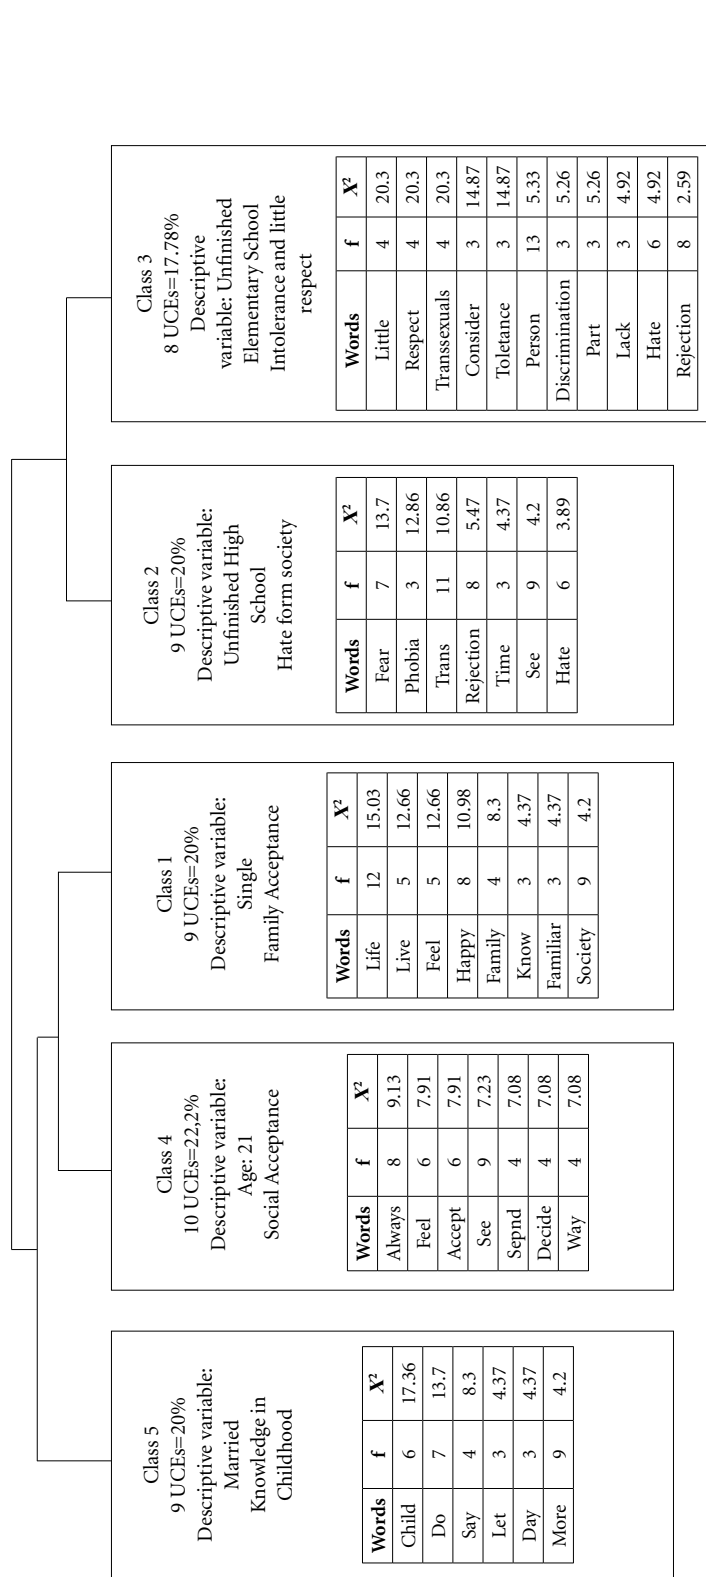 Class 5
9 UCEs=20%
Descriptive variable:
Married
Knowledge in
Childhood
Words f X²
Child 6 17.36
Do 7 13.7
Say 4 8.3
Let 3 4.37
Day 3 4.37
More 9 4.2
Class 4
10 UCEs=22,2%
Descriptive variable:
Age: 21
Social Acceptance
Words f X²
Always 8 9.13
Feel 6 7.91
Accept 6 7.91
See 9 7.23
Sepnd 4 7.08
Decide 4 7.08
Way 4 7.08
Class 1
9 UCEs=20%
Descriptive variable:
Single
Family Acceptance
Words f X²
Life 12 15.03
Live 5 12.66
Feel 5 12.66
Happy 8 10.98
Family 4 8.3
Know 3 4.37
Familiar 3 4.37
Society 9 4.2
Class 2
9 UCEs=20%
Descriptive variable:
Unfinished High
School
Hate form society
Words f X²
Fear 7 13.7
Phobia 3 12.86
Trans 11 10.86
Rejection 8 5.47
Time 3 4.37
See 9 4.2
Hate 6 3.89
Class 3
8 UCEs=17.78%
Descriptive
variable: Unfinished
Elementary School
Intolerance and little
respect
Words f X²
Little 4 20.3
Respect 4 20.3
Transsexuals 4 20.3
Consider 3 14.87
Toletance 3 14.87
Person 13 5.33
Discrimination 3 5.26
Part 3 5.26
Lack 3 4.92
Hate 6 4.92
Rejection 8 2.59